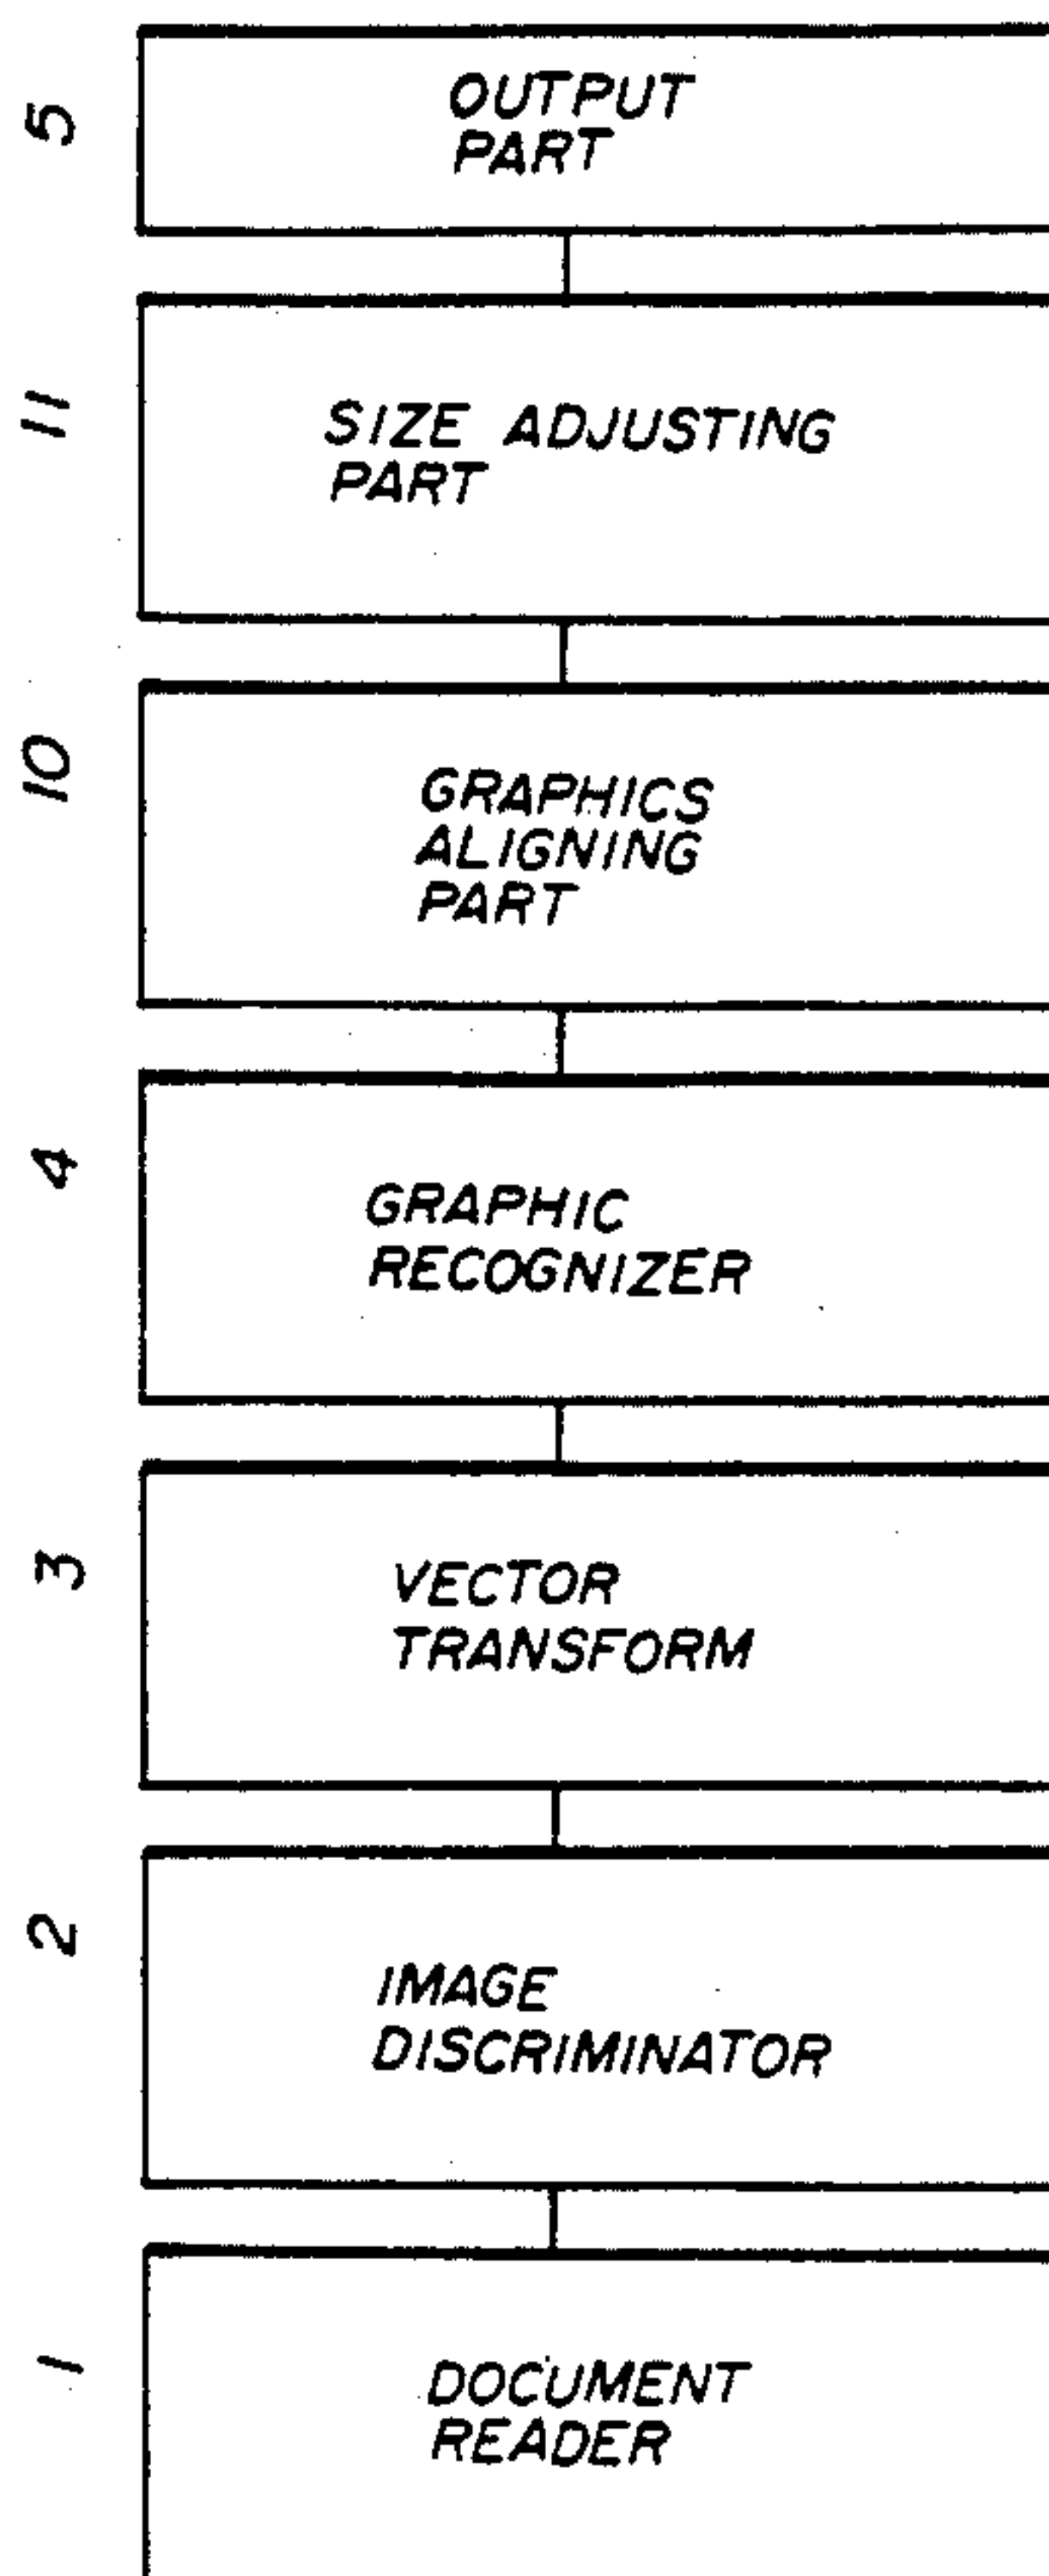 5
OUTPUT
PART
11
SIZE ADJUSTING
PART
10
GRAPHICS
ALIGNING
PART
4
GRAPHIC
RECOGNIZER
3
VECTOR
TRANSFORM
2
IMAGE
DISCRIMINATOR
1
DOCUMENT
READER